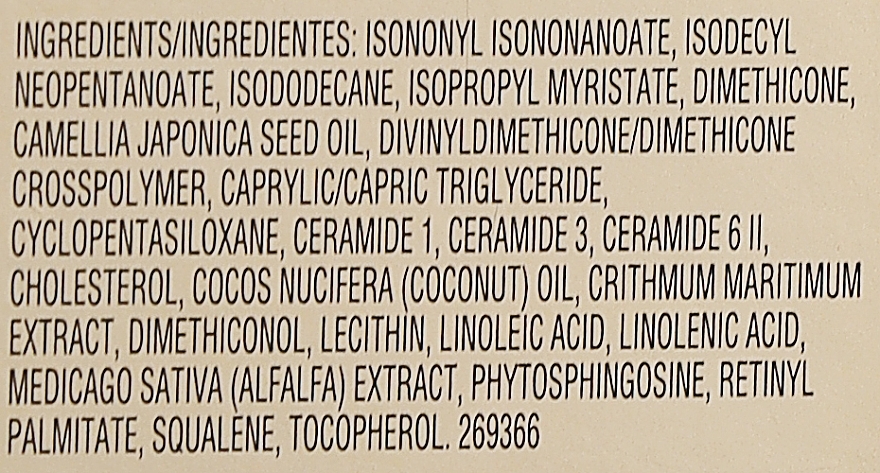 INGREDIENTS/INGREDIENTES: ISONONYL ISONONANOATE, ISODECYL
NEOPENTANOATE, ISODODECANE, ISOPROPYL MYRISTATE, DIMETHICONE,
CAMELLIA JAPONICA SEED OIL, DIVINYLDIMETHICONE/DIMETHICONE
CROSSPOLYMER, CAPRYLIC/CAPRIC TRIGLYCERIDE,
CYCLOPENTASILOXANE, CERAMIDE 1, CERAMIDE 3, CERAMIDE 6 II,
CHOLESTEROL, COCOS NUCIFERA (COCONUT) OIL, CRITHMUM MARITIMUM
EXTRACT, DIMETHICONOL, LECITHIN, LINOLEIC ACID, LINOLENIC ACID,
MEDICAGO SATIVA (ALFALFA) EXTRACT, PHYTOSPHINGOSINE, RETINYL
PALMITATE, SQUALENE, TOCOPHEROL. 269366